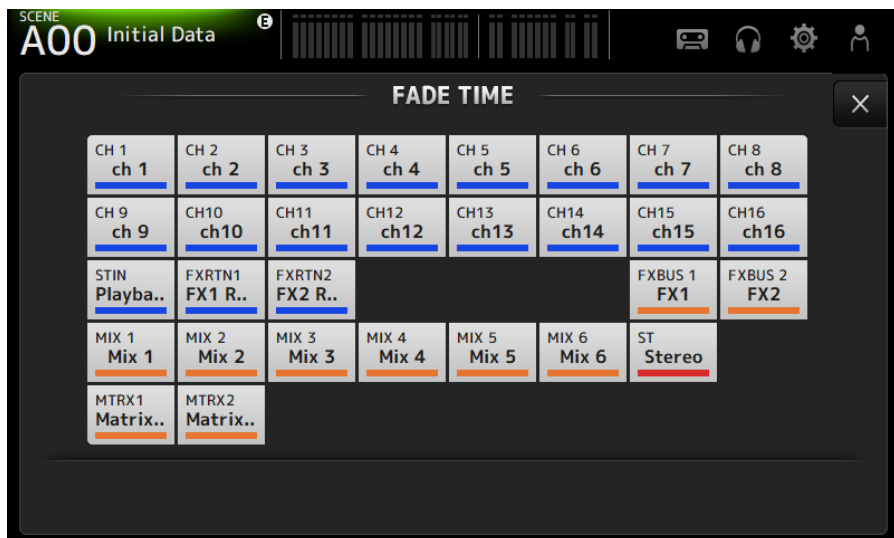 SCENE
A00 Initial Data E
FADE TIME
CH 1 CH 2 CH 3 CH 4 CH 5 CH 6 CH 7 CH 8
ch 1 ch 2 ch 3 ch 4 ch 5 ch 6 ch 7 ch 8
CH 9 CH10 CH11 CH12 CH13 CH14 CH15 CH16
ch 9 ch10 ch11 ch12 ch13 ch14 ch15 ch16
STIN FXRTN1 FXRTN2 FXBUS 1 FXBUS 2
Playba.. FX1 R.. FX2 R.. FX1 FX2
MIX 1 MIX 2 MIX 3 MIX 4 MIX 5 MIX 6 ST
Mix 1 Mix 2 Mix 3 Mix 4 Mix 5 Mix 6 Stereo
MTRX1 MTRX2
Matrix.. Matrix..